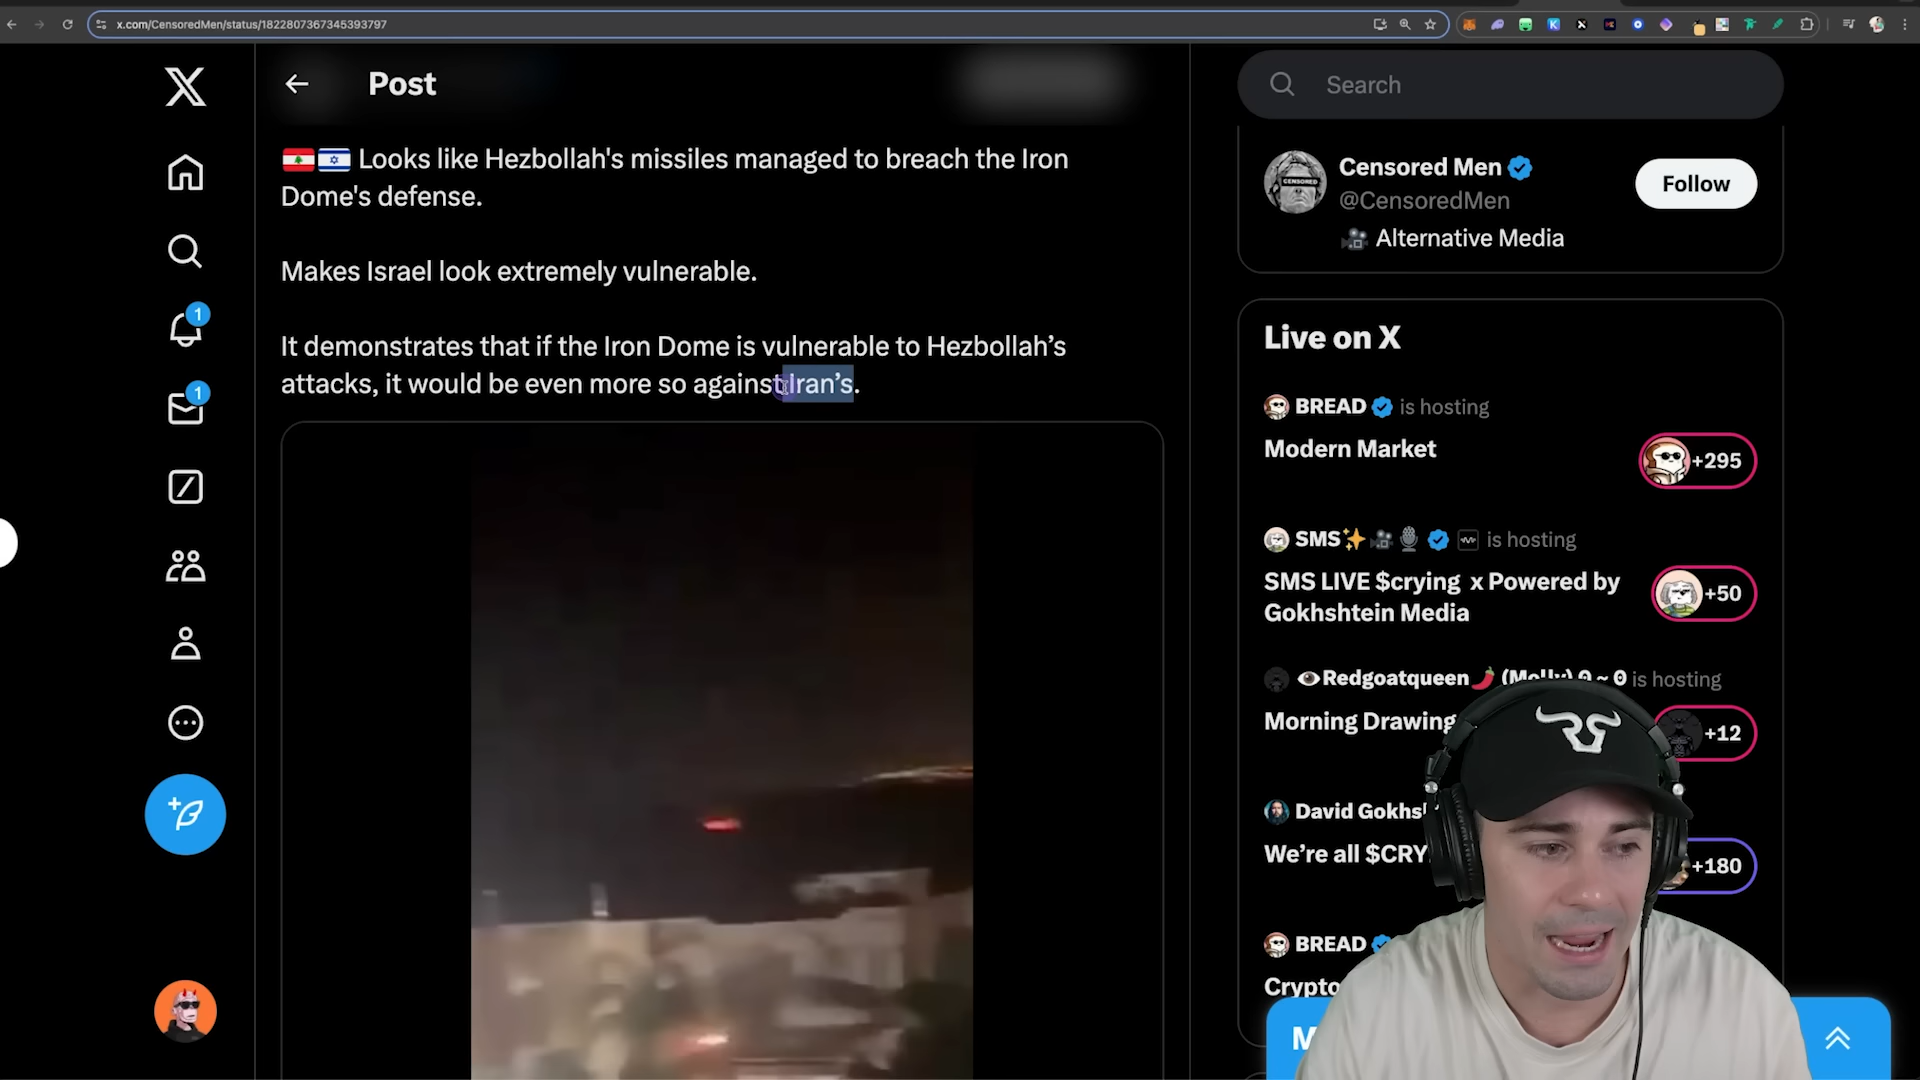 x.com/CensoredMen/status/1822807367345393797
Post
Search
Looks like Hezbollah's missiles managed to breach the Iron
Dome's defense.
Makes Israel look extremely vulnerable.
It demonstrates that if the Iron Dome is vulnerable to Hezbollah’s
attacks, it would be even more so against Iran’s.
1
1
CENSORED
Censored Men
@CensoredMen
Alternative Media
Follow
Live on X
BREAD is hosting
Modern Market
+295
SMS is hosting
SMS LIVE $crying x Powered by
Gokhshtein Media
+50
Redgoatqueen (Molly) is hosting
Morning Drawing
+12
David Gokhs
We’re all $CRY
+180
BREAD
Crypto
M